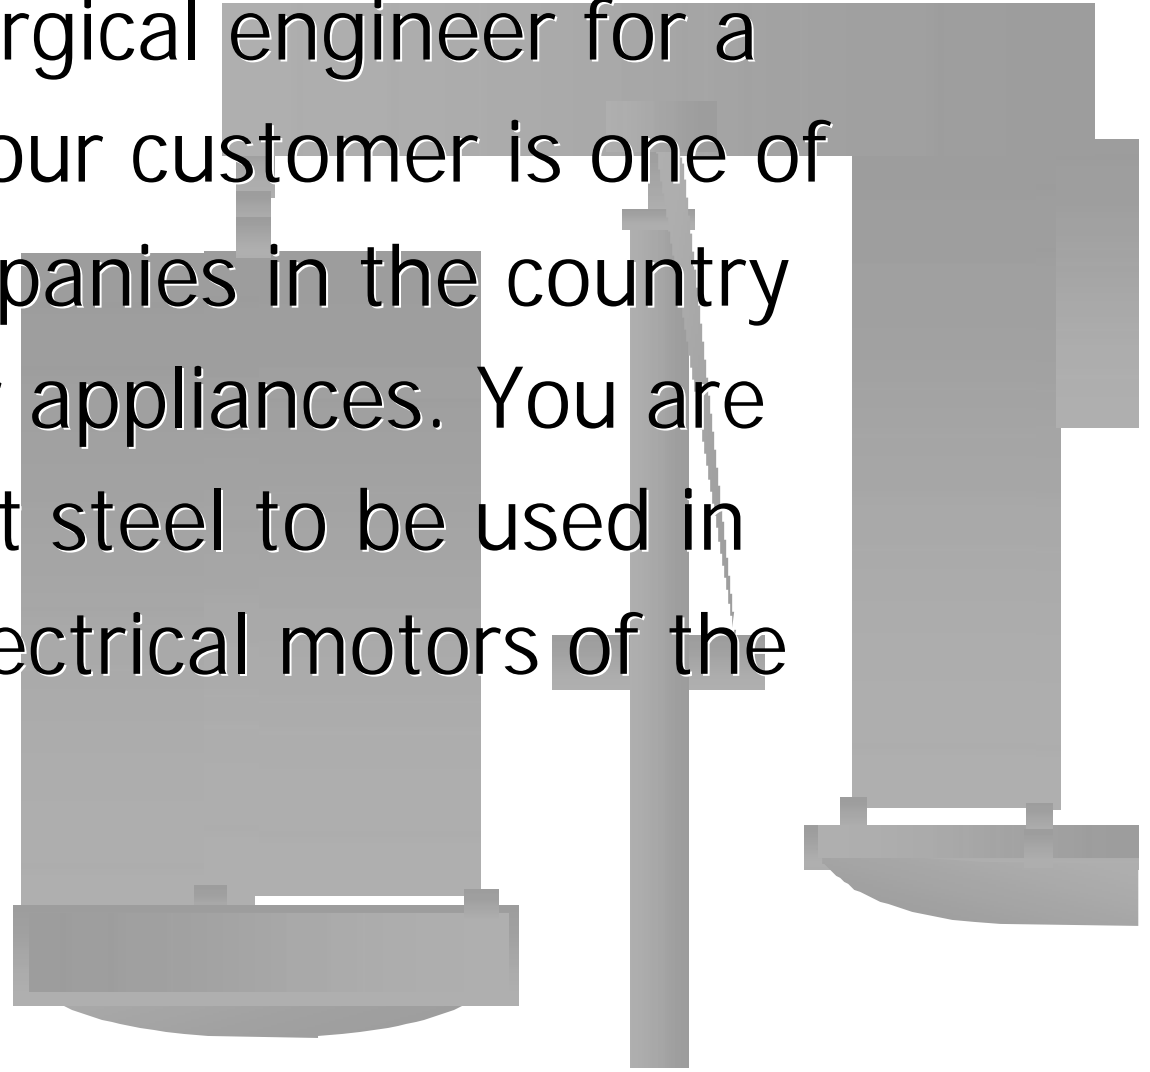 rgical engineer for a
our customer is one of
panies in the country
appliances. You are
t steel to be used in
ectrical motors of the